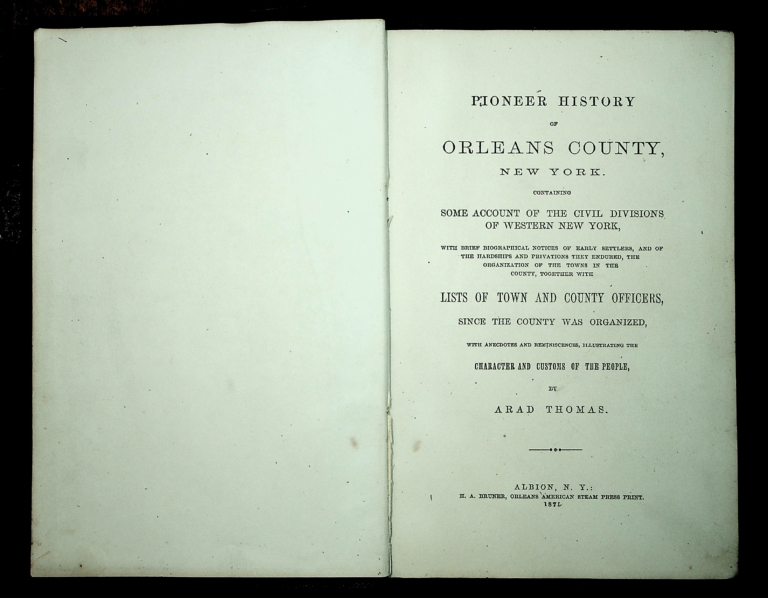 PIONEER HISTORY
OF
ORLEANS COUNTY,
NEW YORK.
CONTAINING
SOME ACCOUNT OF THE CIVIL DIVISIONS
OF WESTERN NEW YORK,
WITH BRIEF BIOGRAPHICAL NOTICES OF EARLY SETTLERS, AND OF
THE HARDSHIPS AND PRIVATIONS THEY ENDURED, THE
ORGANIZATION OF THE TOWNS IN THE
COUNTY, TOGETHER WITH
LISTS OF TOWN AND COUNTY OFFICERS,
SINCE THE COUNTY WAS ORGANIZED,
WITH ANECDOTES AND REMINISCENCES, ILLUSTRATING THE
CHARACTER AND CUSTOMS OF THE PEOPLE,
BY
ARAD THOMAS.
ALBION, N. Y.:
H. A. BRUNER, ORLEANS AMERICAN STEAM PRESS PRINT.
1871.